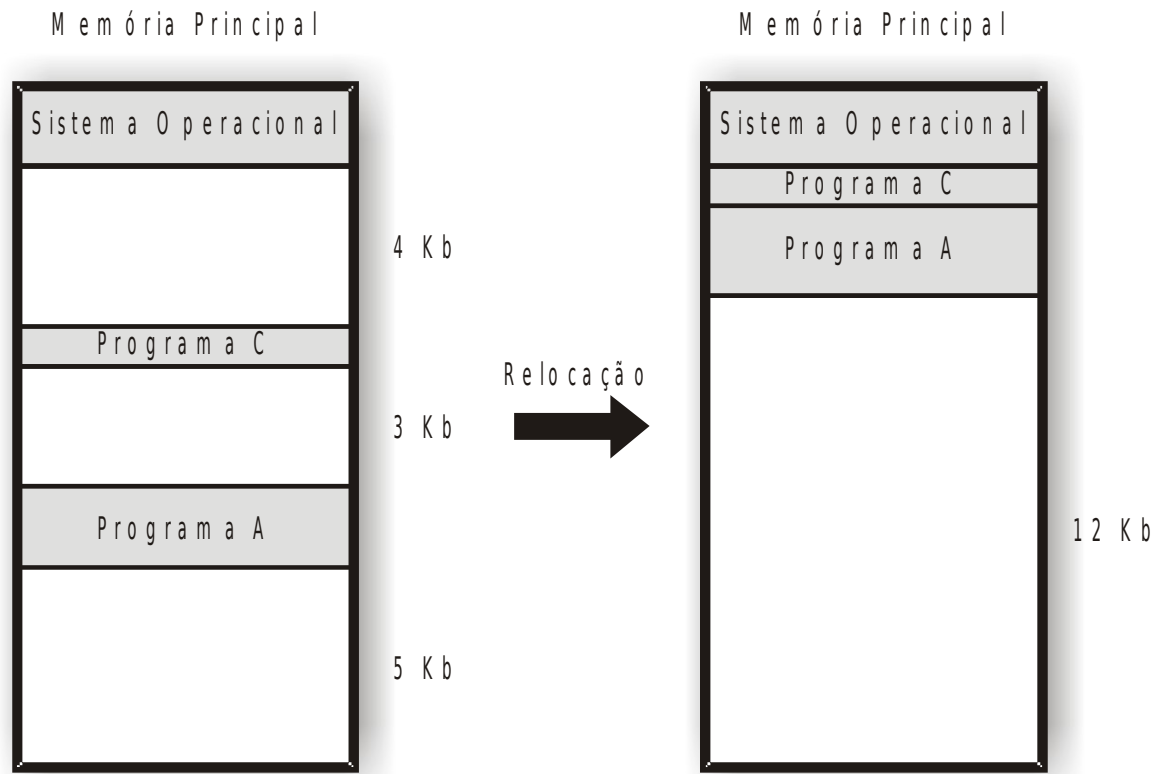 Memória Principal
Sistema Operacional
4 Kb
Programa C
3 Kb
Programa A
5 Kb
Relocação
Memória Principal
Sistema Operacional
Programa C
Programa A
12 Kb